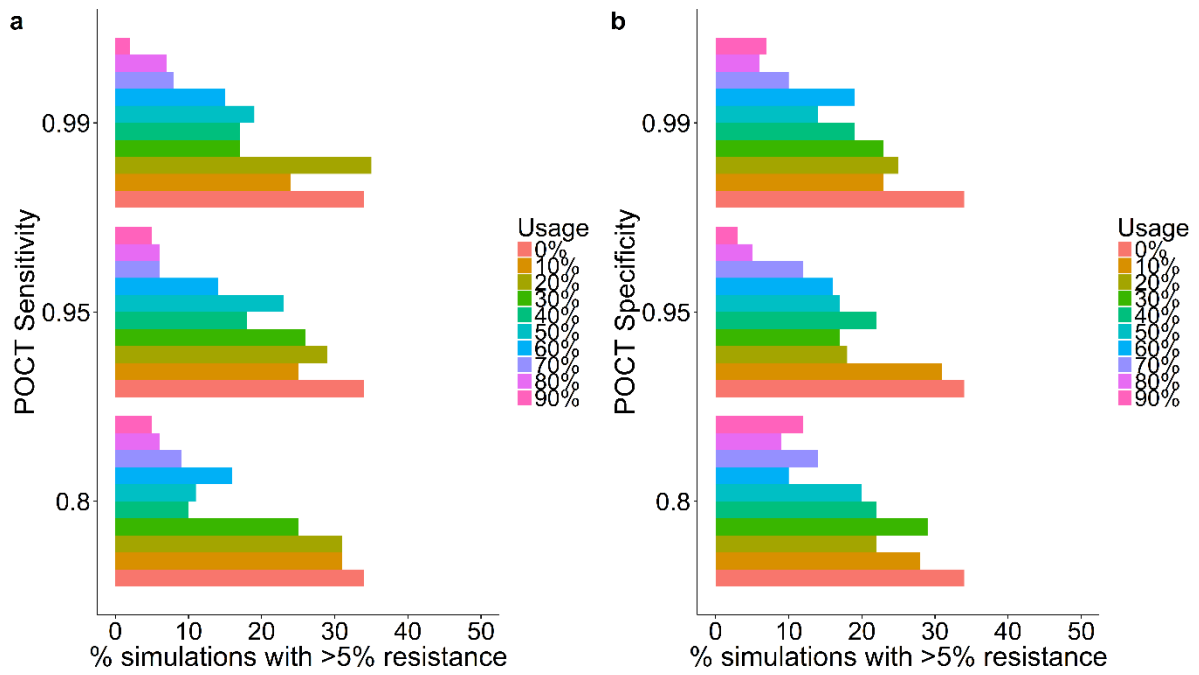 a
POCT Sensitivity
0.99
0.95
0.8
0 10 20 30 40 50
% simulations with >5% resistance
Usage
0%
10%
20%
30%
40%
50%
60%
70%
80%
90%
b
POCT Specificity
0.99
0.95
0.8
0 10 20 30 40 50
% simulations with >5% resistance
Usage
0%
10%
20%
30%
40%
50%
60%
70%
80%
90%